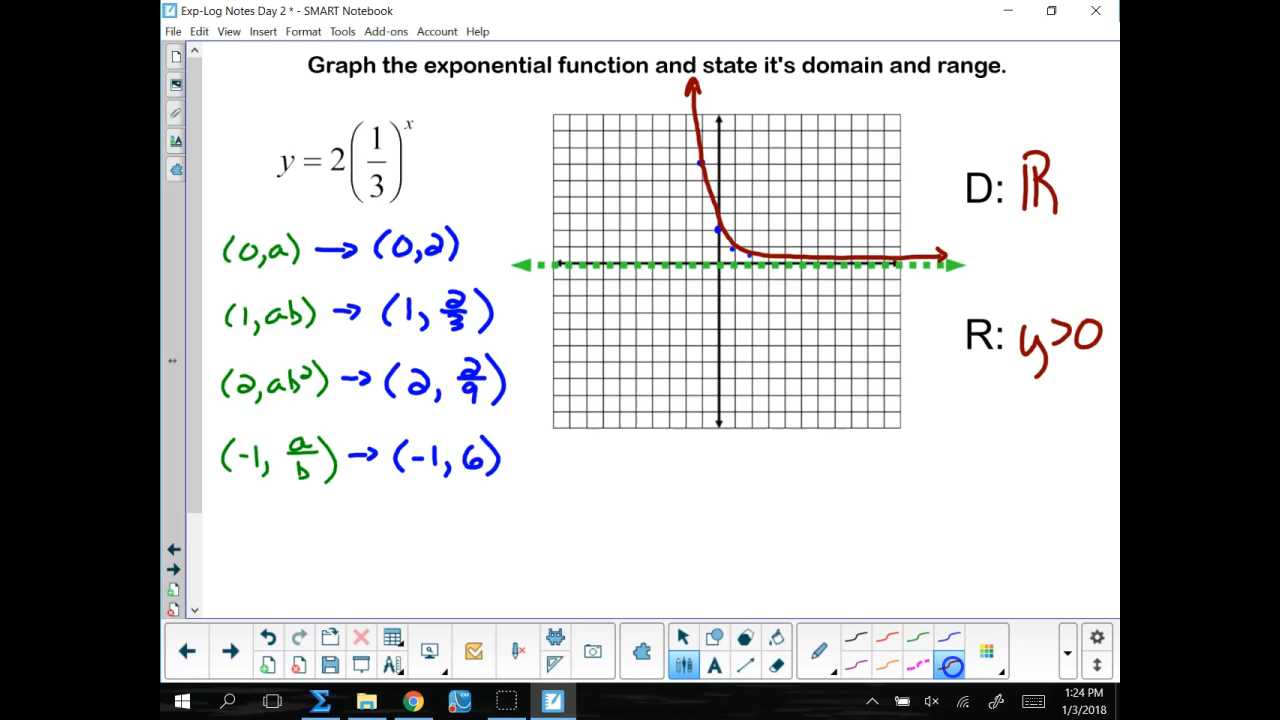 Exp-Log Notes Day 2 * - SMART Notebook
File Edit View Insert Format Tools Add-ons Account Help
Graph the exponential function and state it's domain and range.
y = 2(1/3)^x
(0,a) → (0,2)
(1,ab) → (1, 2/3)
(2,ab²) → (2, 2/9)
(-1, a/b) → (-1, 6)
D: ℝ
R: y>0
1:24 PM
1/3/2018